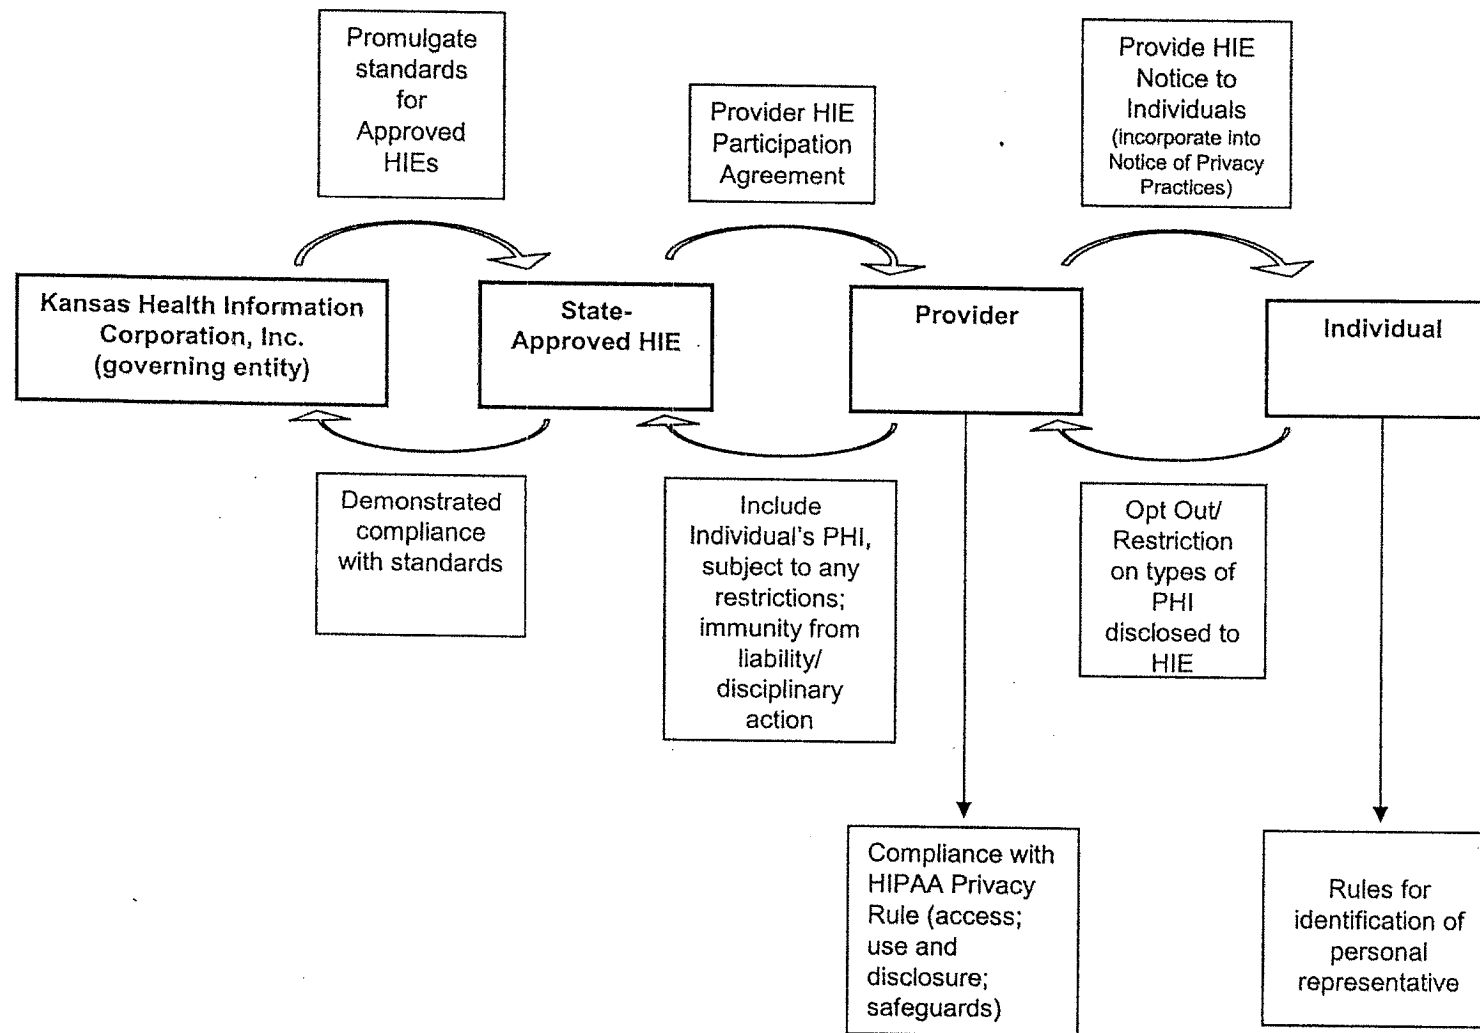 Promulgate
standards
for
Approved
HIEs
Provider HIE
Participation
Agreement
Provide HIE
Notice to
Individuals
(incorporate into
Notice of Privacy
Practices)
Kansas Health Information
Corporation, Inc.
(governing entity)
State-
Approved HIE
Provider
Individual
Demonstrated
compliance
with standards
Include
Individual's PHI,
subject to any
restrictions;
immunity from
liability/
disciplinary
action
Opt Out/
Restriction
on types of
PHI
disclosed to
HIE
Compliance with
HIPAA Privacy
Rule (access;
use and
disclosure;
safeguards)
Rules for
identification of
personal
representative